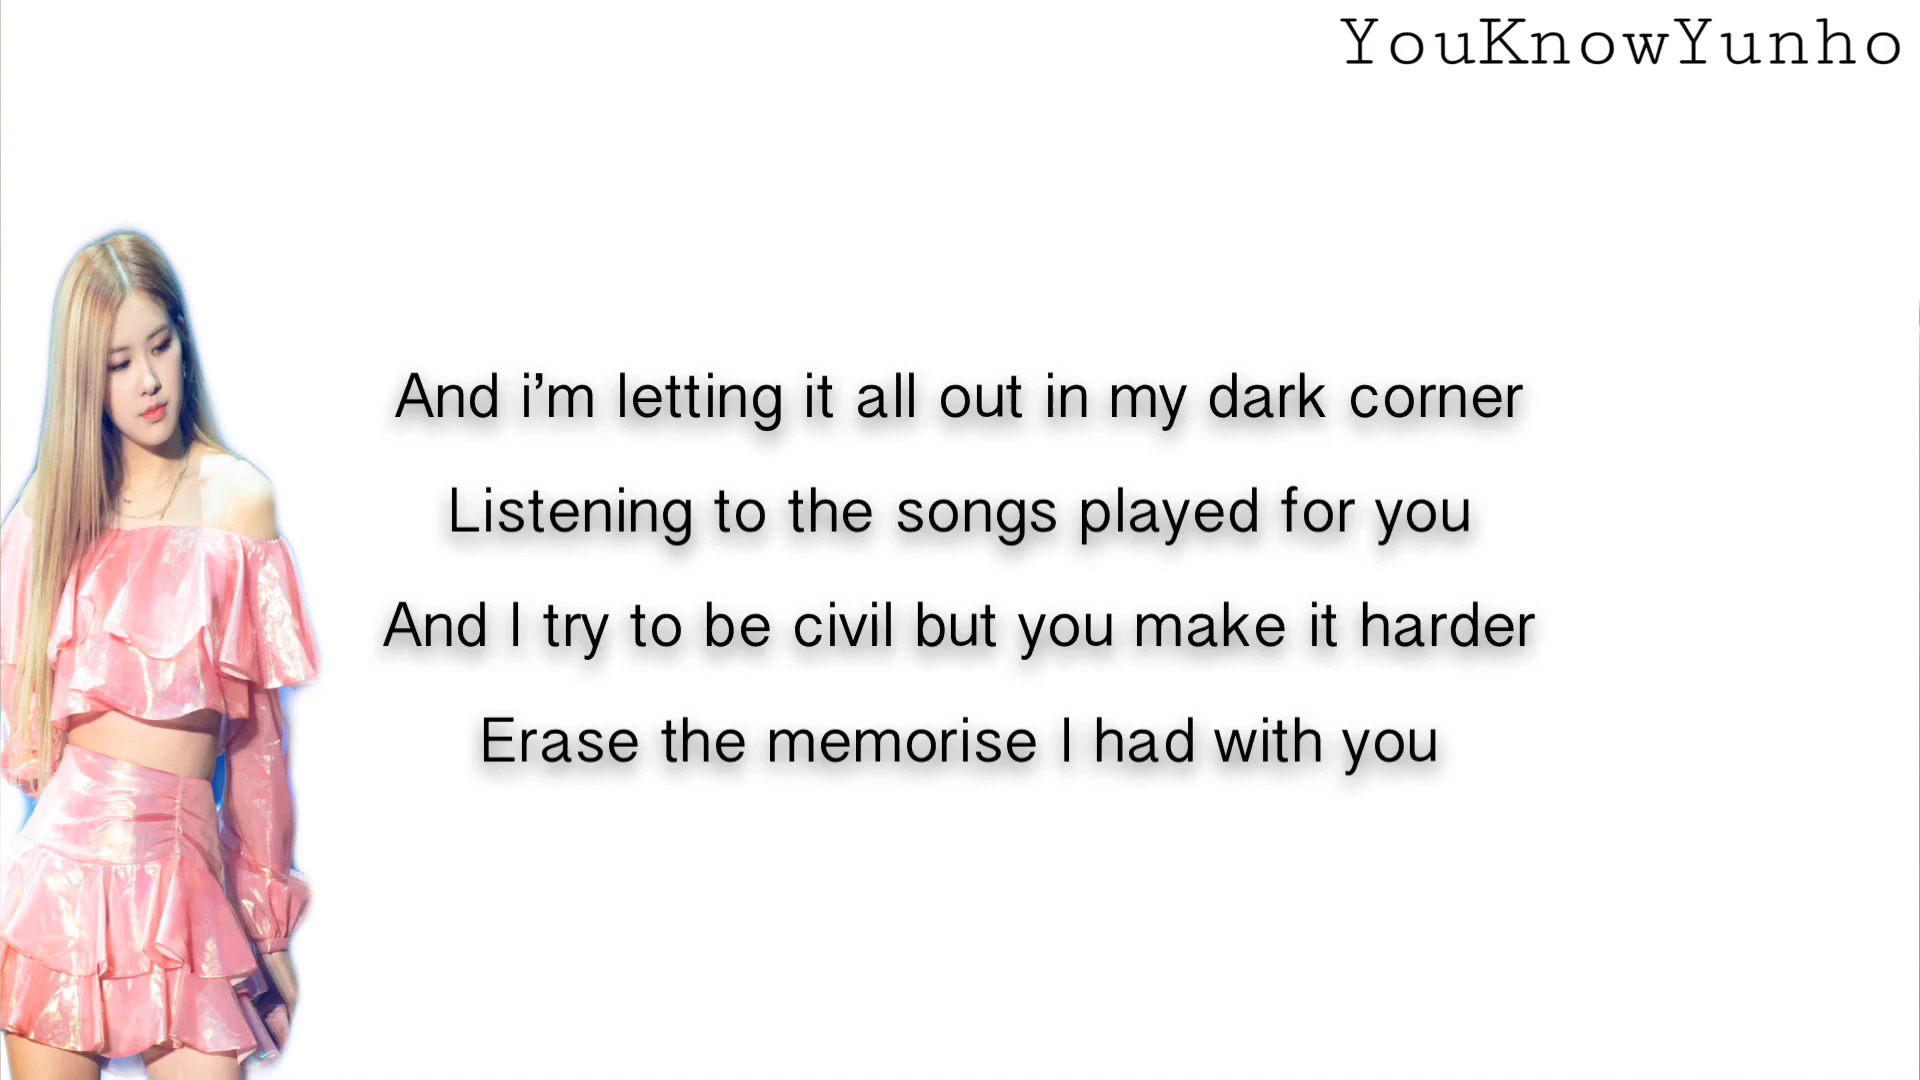 YouKnowYunho
And i’m letting it all out in my dark corner
Listening to the songs played for you
And I try to be civil but you make it harder
Erase the memorise I had with you